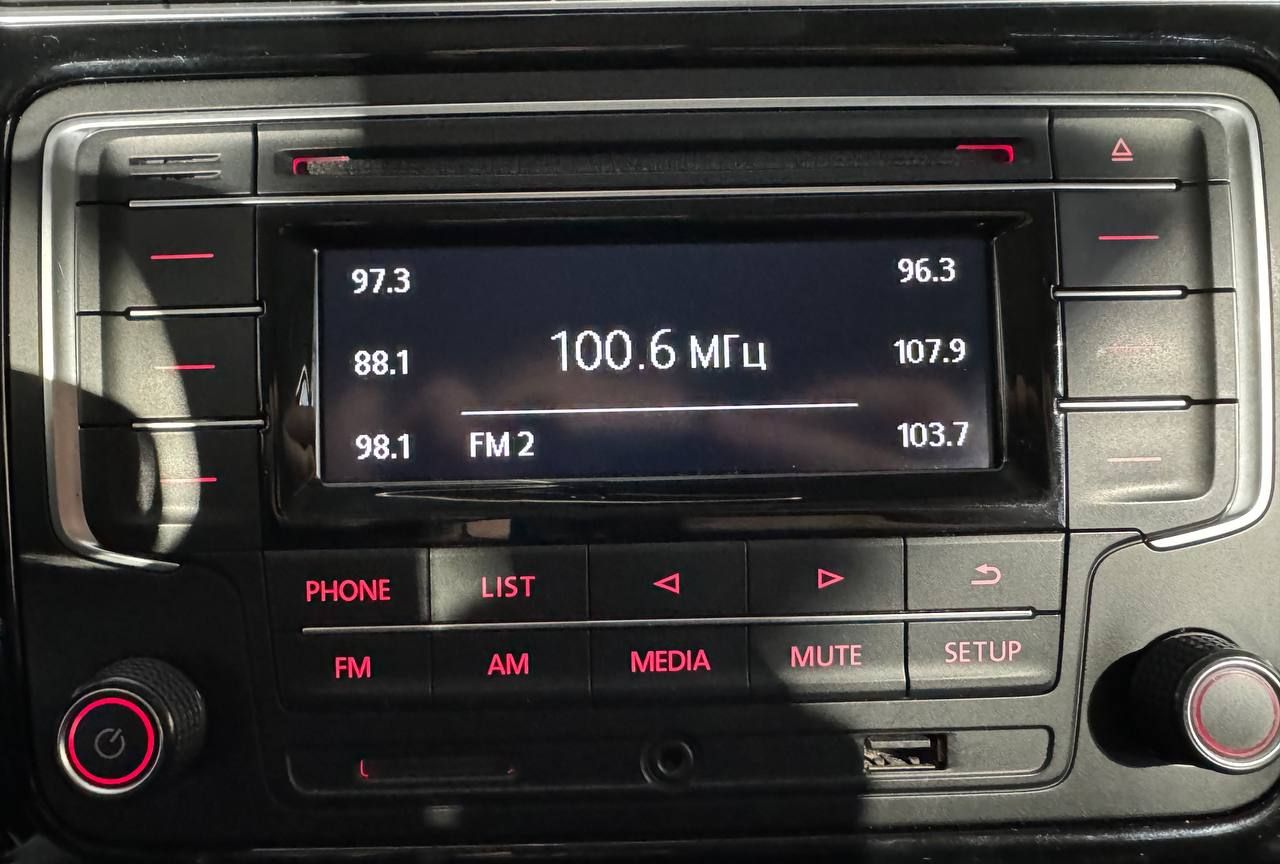 97.3
96.3
100.6 МГц
88.1
107.9
98.1
FM 2
103.7
PHONE
LIST
FM
AM
MEDIA
MUTE
SETUP